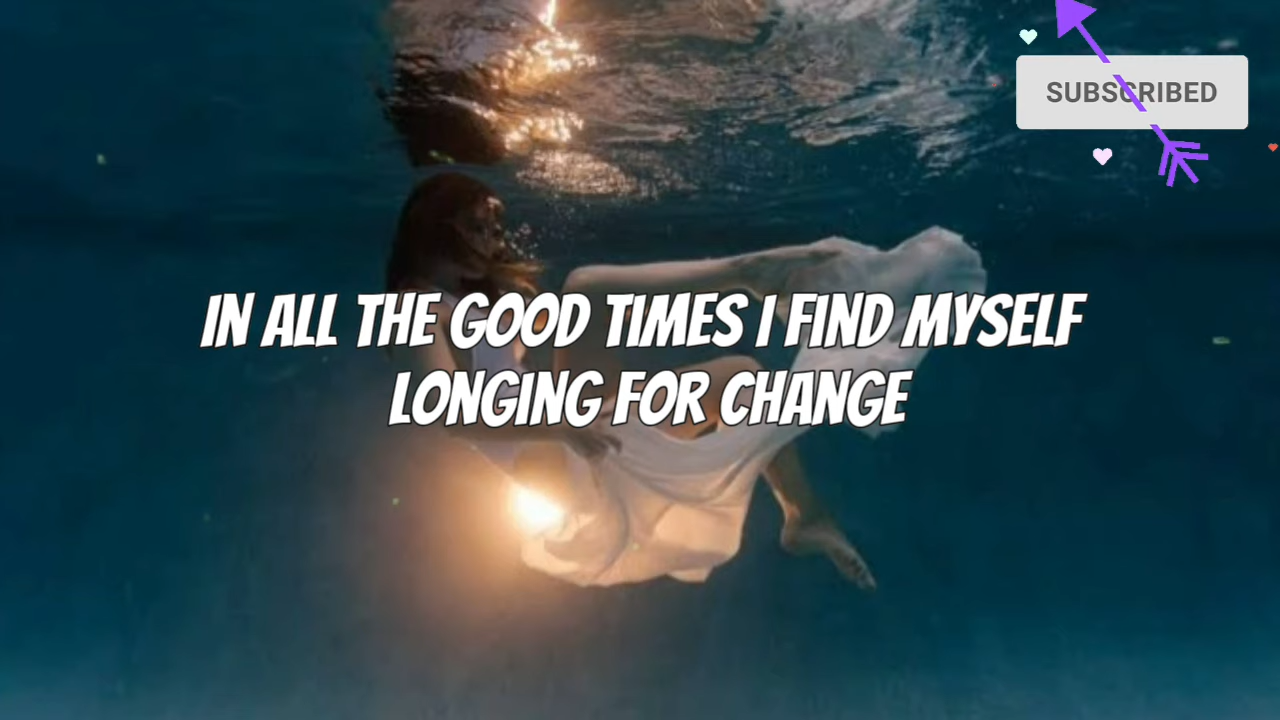 SUBSCRIBED
IN ALL THE GOOD TIMES I FIND MYSELF
LONGING FOR CHANGE